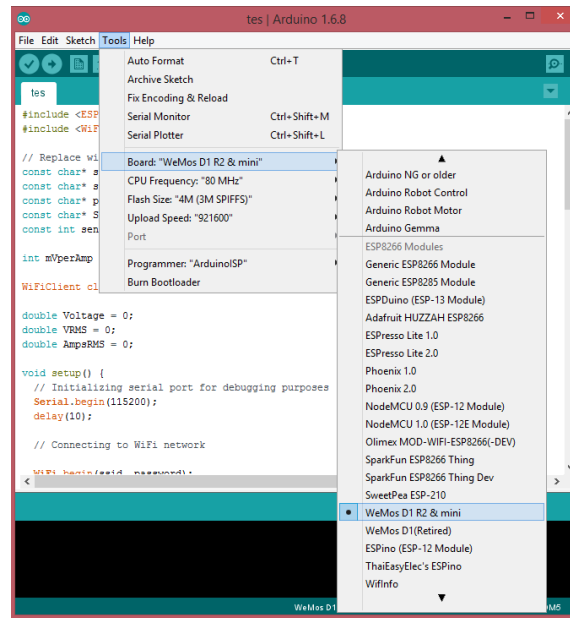 tes | Arduino 1.6.8
File Edit Sketch Tools Help
tes
Auto Format Ctrl+T
Archive Sketch
Fix Encoding & Reload
Serial Monitor Ctrl+Shift+M
Serial Plotter Ctrl+Shift+L
Board: "WeMos D1 R2 & mini"
CPU Frequency: "80 MHz"
Flash Size: "4M (3M SPIFFS)"
Upload Speed: "921600"
Port
Programmer: "ArduinoISP"
Burn Bootloader
Arduino NG or older
Arduino Robot Control
Arduino Robot Motor
Arduino Gemma
ESP8266 Modules
Generic ESP8266 Module
Generic ESP8285 Module
ESPDuino (ESP-13 Module)
Adafruit HUZZAH ESP8266
ESPresso Lite 1.0
ESPresso Lite 2.0
Phoenix 1.0
Phoenix 2.0
NodeMCU 0.9 (ESP-12 Module)
NodeMCU 1.0 (ESP-12E Module)
Olimex MOD-WIFI-ESP8266(-DEV)
SparkFun ESP8266 Thing
SparkFun ESP8266 Thing Dev
SweetPea ESP-210
WeMos D1 R2 & mini
WeMos D1(Retired)
ESPino (ESP-12 Module)
ThaiEasyElec's ESPino
WifInfo
#include <ESP
#include <WiF
// Replace wi
const char* s
const char* s
const char* p
const char* S
const int sen
int mVperAmp
WiFiClient cl
double Voltage = 0;
double VRMS = 0;
double AmpsRMS = 0;
void setup() {
// Initializing serial port for debugging purposes
Serial.begin(115200);
delay(10);
// Connecting to WiFi network
WiFi.begin(ssid, password);
WeMos D1
OM5